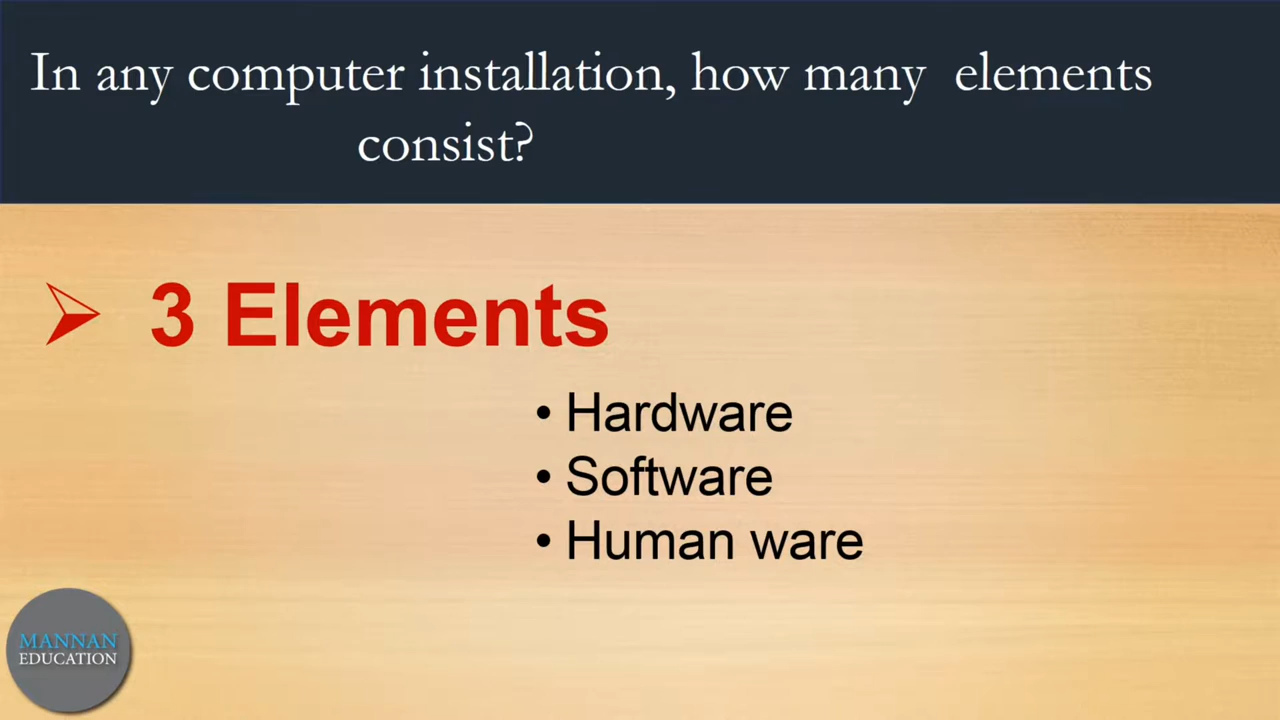 In any computer installation, how many elements
consist?
3 Elements
• Hardware
• Software
• Human ware
MANNAN
EDUCATION